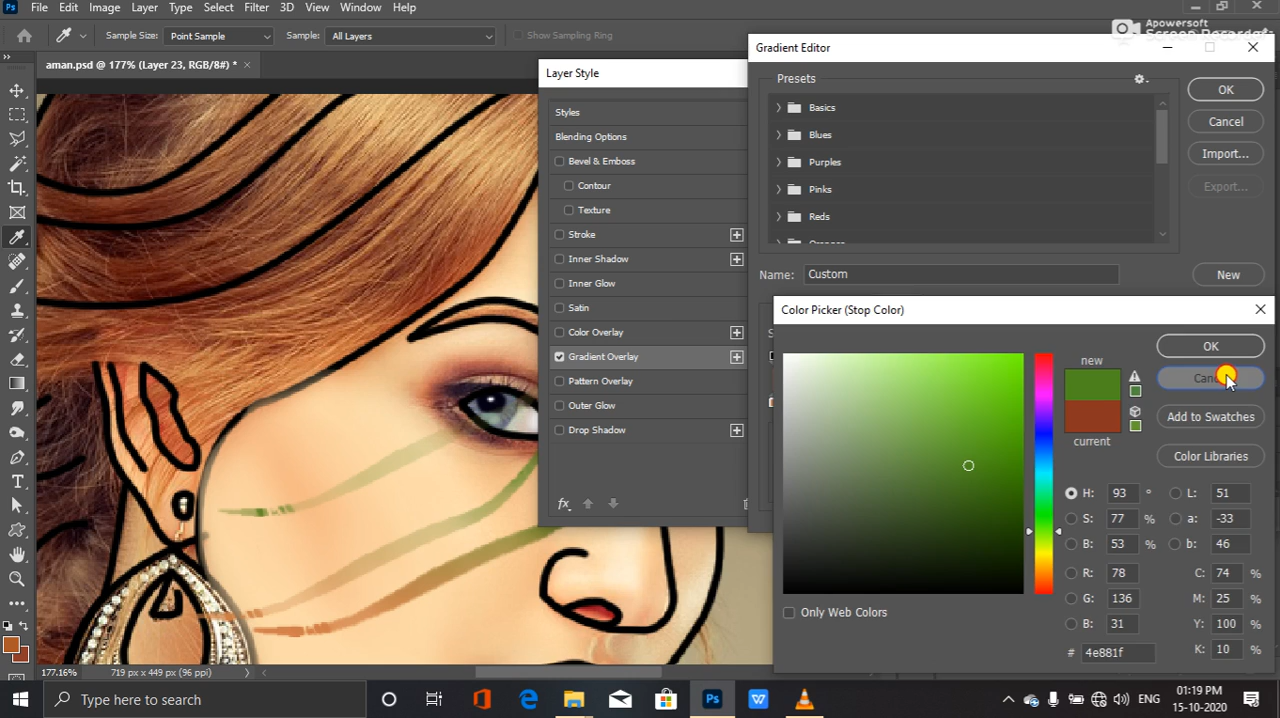 Ps File Edit Image Layer Type Select Filter 3D View Window Help
Apowersoft
Screen Recorder
Sample Size: Point Sample Sample: All Layers Show Sampling Ring
aman.psd @ 177% (Layer 23, RGB/8#) * ×
Layer Style
Styles
Blending Options
Bevel & Emboss
Contour
Texture
Stroke
Inner Shadow
Inner Glow
Satin
Color Overlay
Gradient Overlay
Pattern Overlay
Outer Glow
Drop Shadow
fx
Gradient Editor
Presets
Basics
Blues
Purples
Pinks
Reds
OK
Cancel
Import...
Export...
Name: Custom
New
Color Picker (Stop Color)
new
current
OK
Add to Swatches
Color Libraries
H: 93 °
S: 77 %
B: 53 %
R: 78
G: 136
B: 31
L: 51
a: -33
b: 46
C: 74 %
M: 25 %
Y: 100 %
K: 10 %
# 4e881f
Only Web Colors
177.16% 719 px x 449 px (96 ppi)
Type here to search
Ps
ENG
01:19 PM
15-10-2020